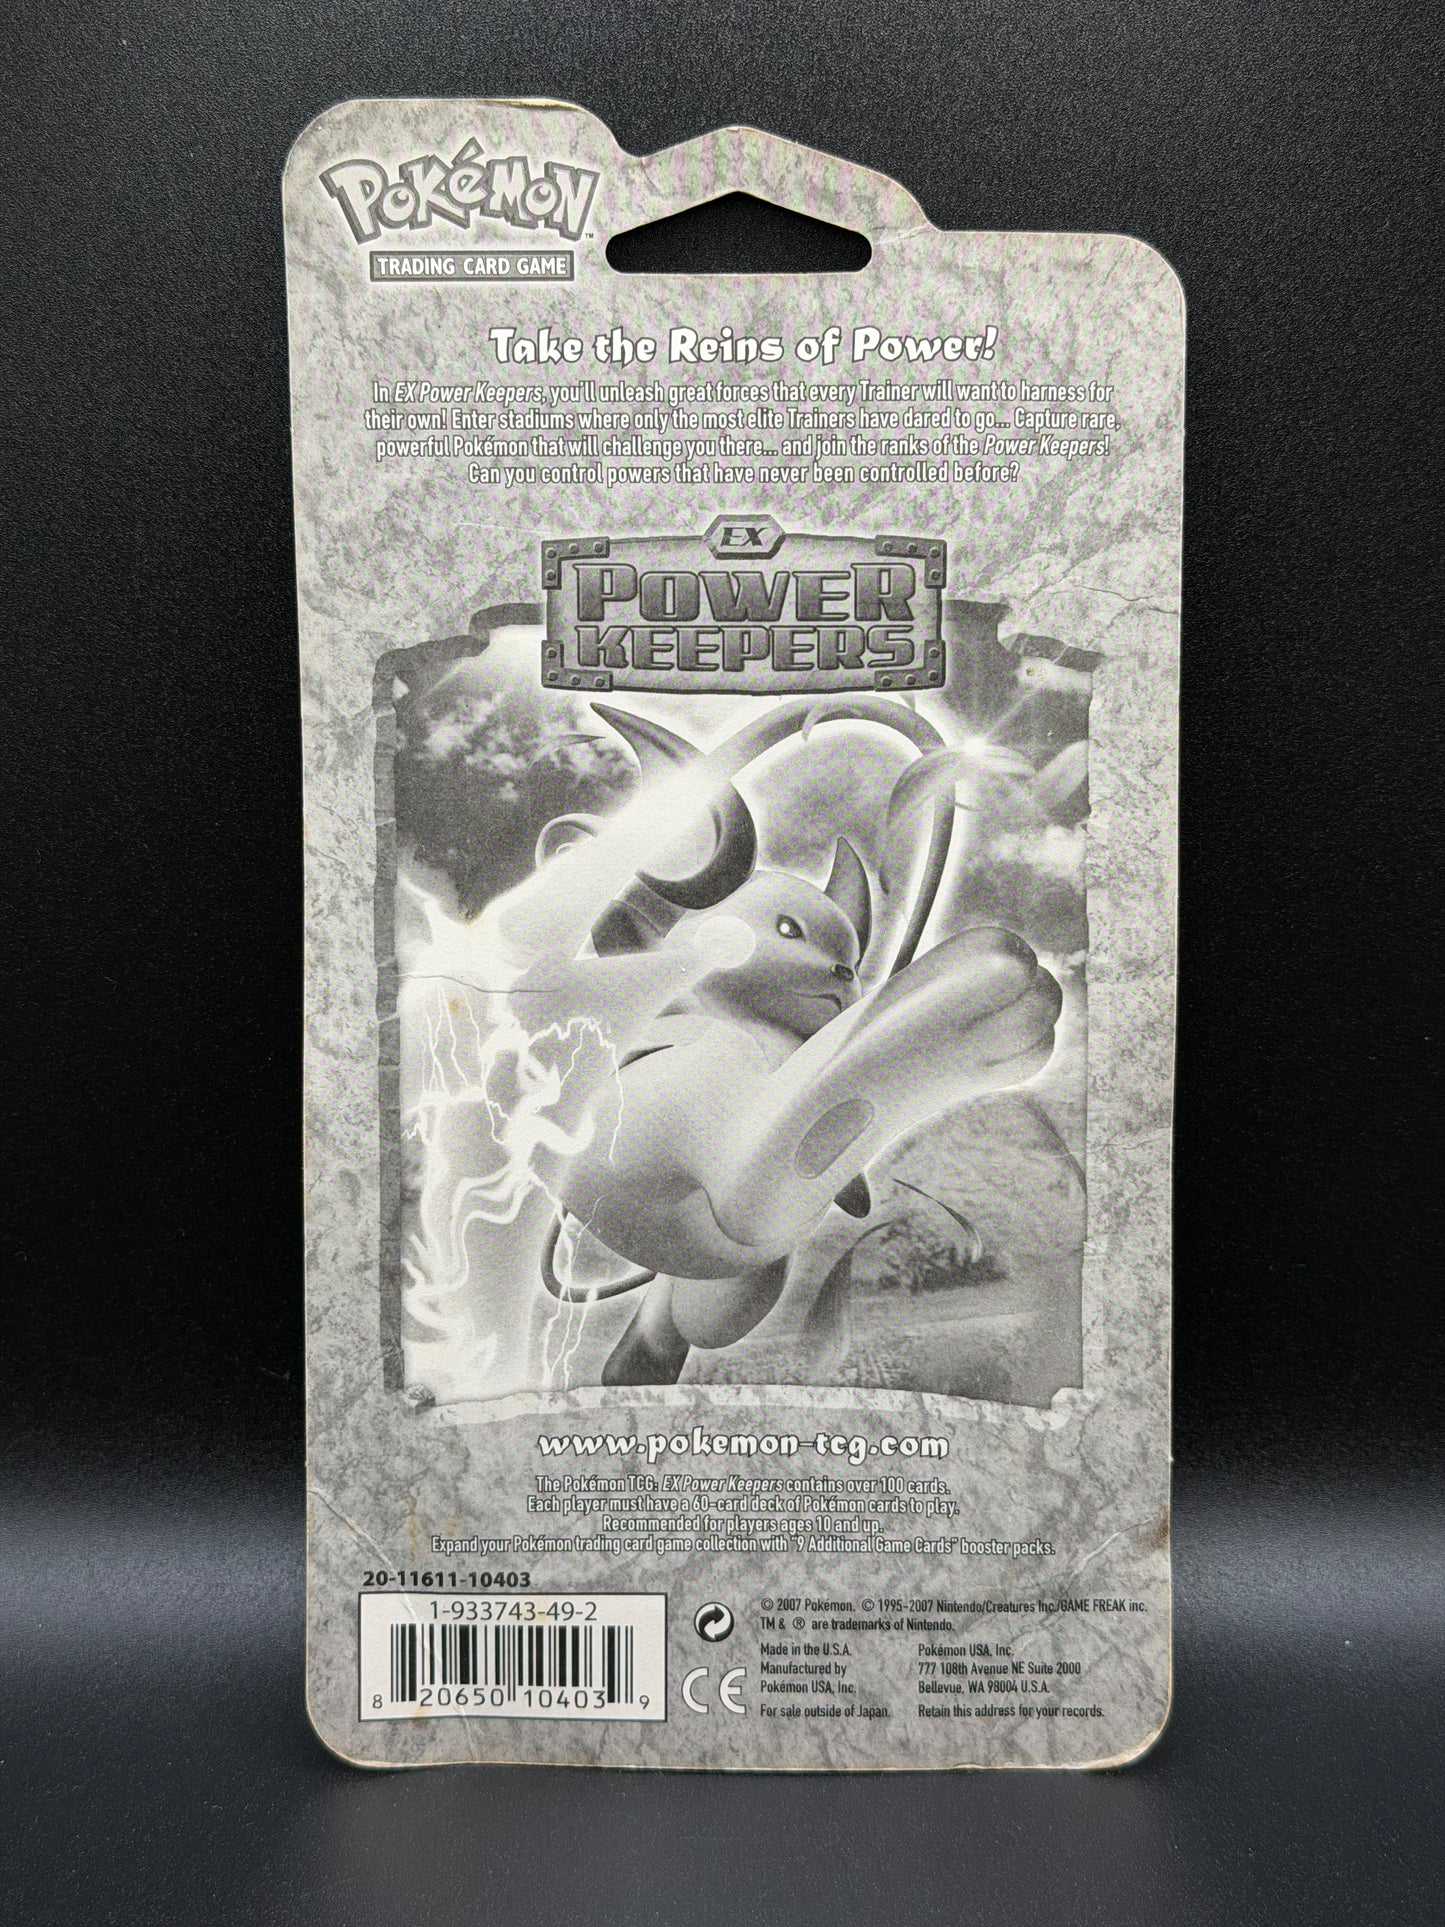 POKéMON™
TRADING CARD GAME
Take the Reins of Power!
In EX Power Keepers, you'll unleash great forces that every Trainer will want to harness for
their own! Enter stadiums where only the most elite Trainers have dared to go... Capture rare,
powerful Pokémon that will challenge you there... and join the ranks of the Power Keepers!
Can you control powers that have never been controlled before?
EX
POWER
KEEPERS
www.pokemon-tcg.com
The Pokémon TCG: EX Power Keepers contains over 100 cards.
Each player must have a 60-card deck of Pokémon cards to play.
Recommended for players ages 10 and up.
Expand your Pokémon trading card game collection with "9 Additional Game Cards" booster packs.
20-11611-10403
1-933743-49-2
8 20650 10403 9
CE
© 2007 Pokémon. © 1995-2007 Nintendo/Creatures Inc./GAME FREAK inc.
TM & ® are trademarks of Nintendo.
Made in the U.S.A.
Manufactured by
Pokémon USA, Inc.
For sale outside of Japan.
Pokémon USA, Inc.
777 108th Avenue NE Suite 2000
Bellevue, WA 98004 U.S.A.
Retain this address for your records.